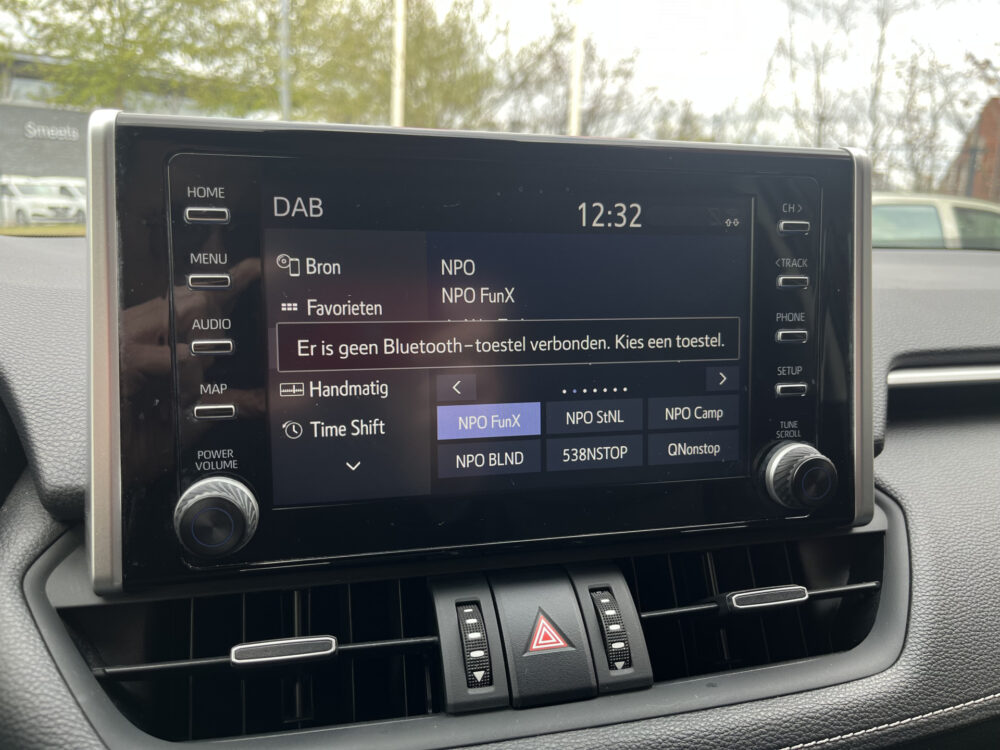 Smeets
HOME
MENU
AUDIO
MAP
POWER
VOLUME
DAB
12:32
Bron
Favorieten
Er is geen Bluetooth-toestel verbonden. Kies een toestel.
Handmatig
Time Shift
NPO
NPO FunX
NPO FunX
NPO StNL
NPO Camp
NPO BLND
538NSTOP
QNonstop
CH >
< TRACK
PHONE
SETUP
TUNE
SCROLL